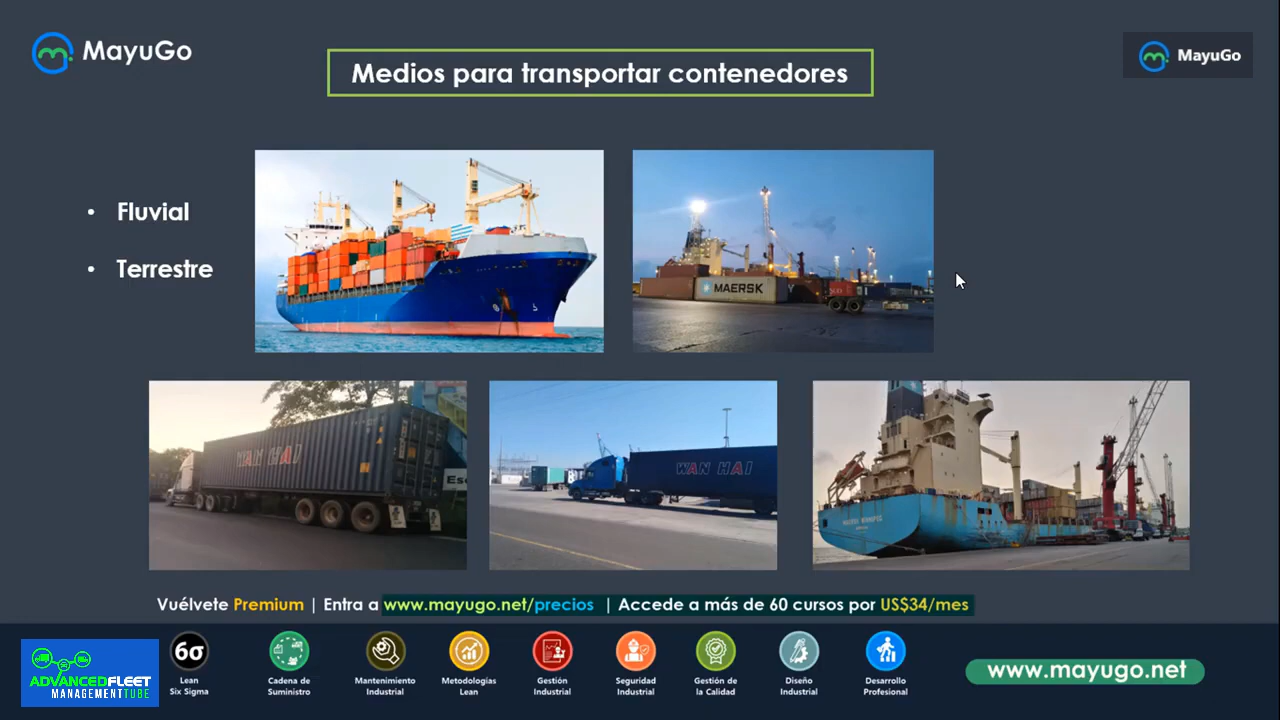 MayuGo
Medios para transportar contenedores
MayuGo
• Fluvial
• Terrestre
MAERSK
WAN HAI
WAN HAI
Vuélvete Premium | Entra a www.mayugo.net/precios | Accede a más de 60 cursos por US$34/mes
6σ
Lean
Six Sigma
Cadena de
Suministro
Mantenimiento
Industrial
Metodologías
Lean
Gestión
Industrial
Seguridad
Industrial
Gestión de
la Calidad
Diseño
Industrial
Desarrollo
Profesional
www.mayugo.net
ADVANCEDFLEET
MANAGEMENTTUBE